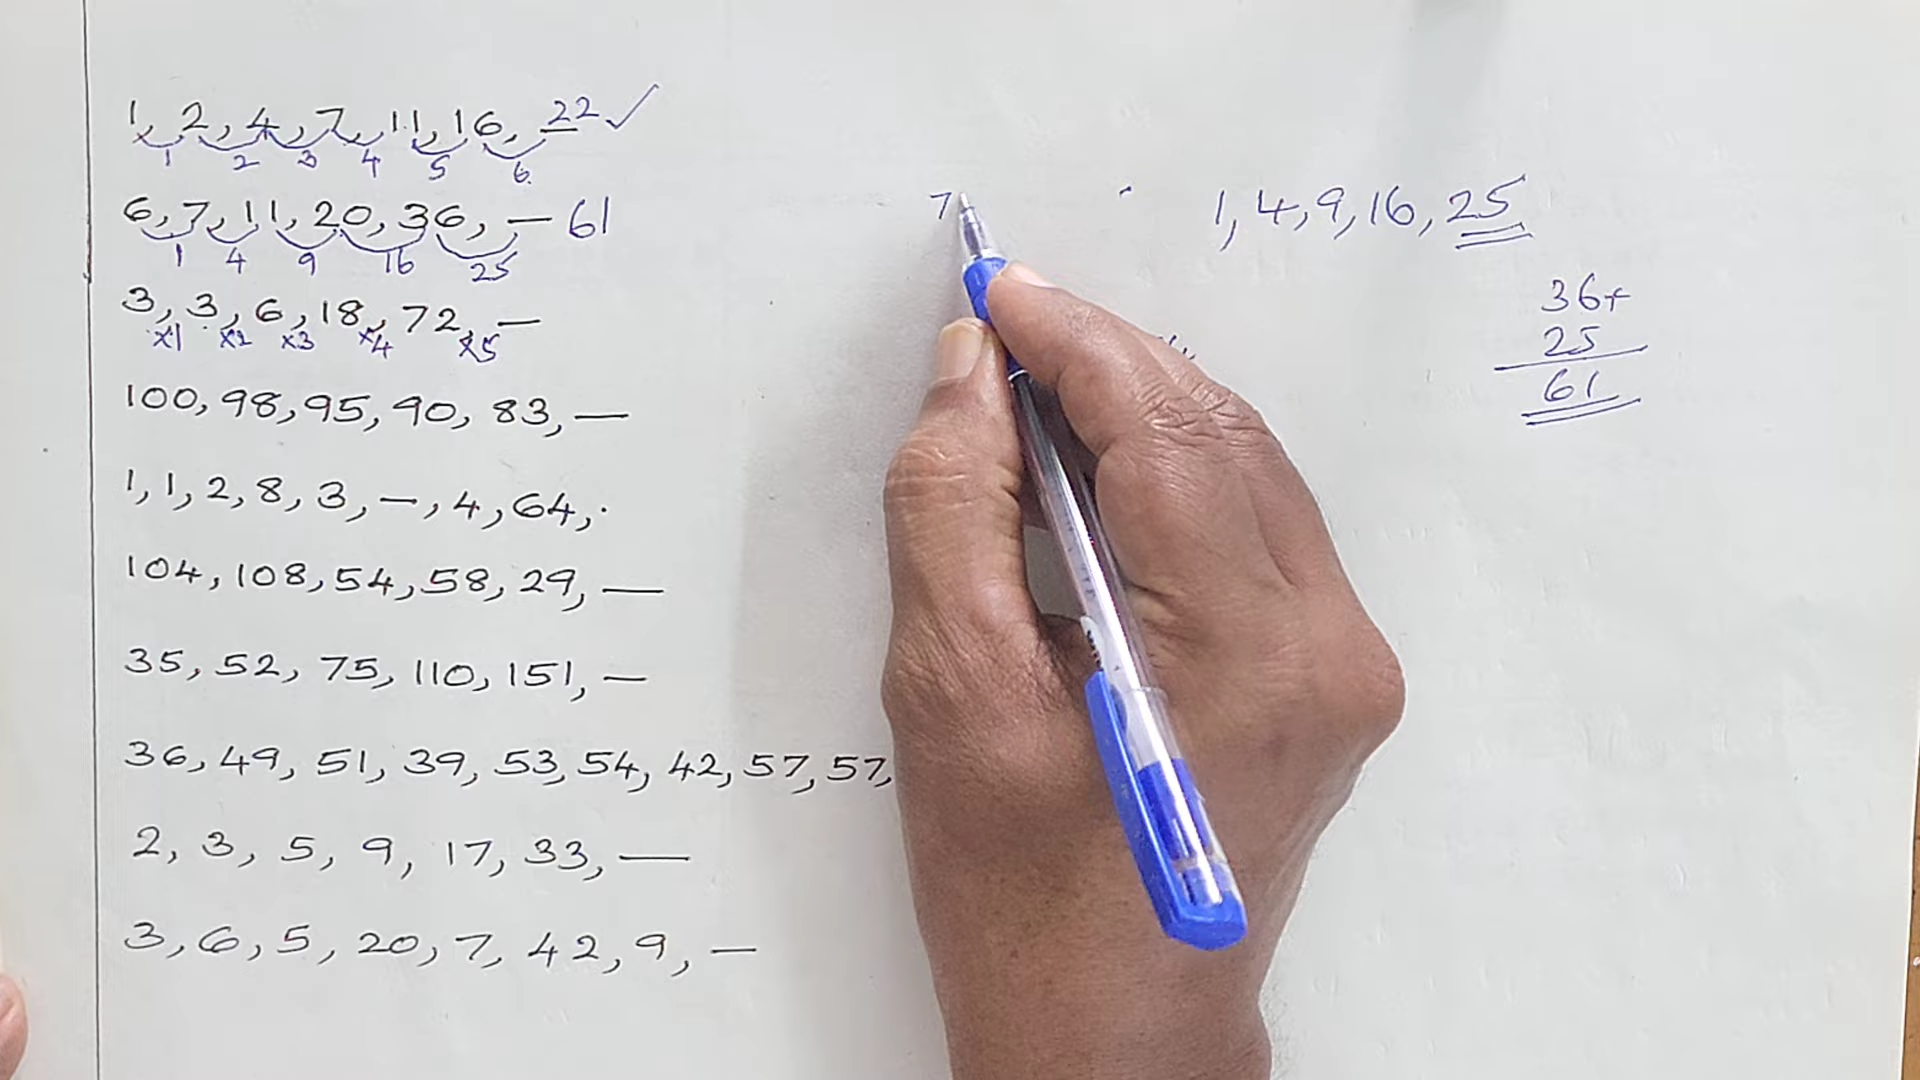 1, 2, 4, 7, 11, 16, — 22 ✓
1 2 3 4 5 6
6, 7, 11, 20, 36, — 61
1 4 9 16 25
3, 3, 6, 18, 72, —
×1 ×2 ×3 ×4 ×5
100, 98, 95, 90, 83, —
1, 1, 2, 8, 3, —, 4, 64,
104, 108, 54, 58, 29, —
35, 52, 75, 110, 151, —
36, 49, 51, 39, 53, 54, 42, 57, 57,
2, 3, 5, 9, 17, 33, —
3, 6, 5, 20, 7, 42, 9, —
7
1, 4, 9, 16, 25
36+
25
61